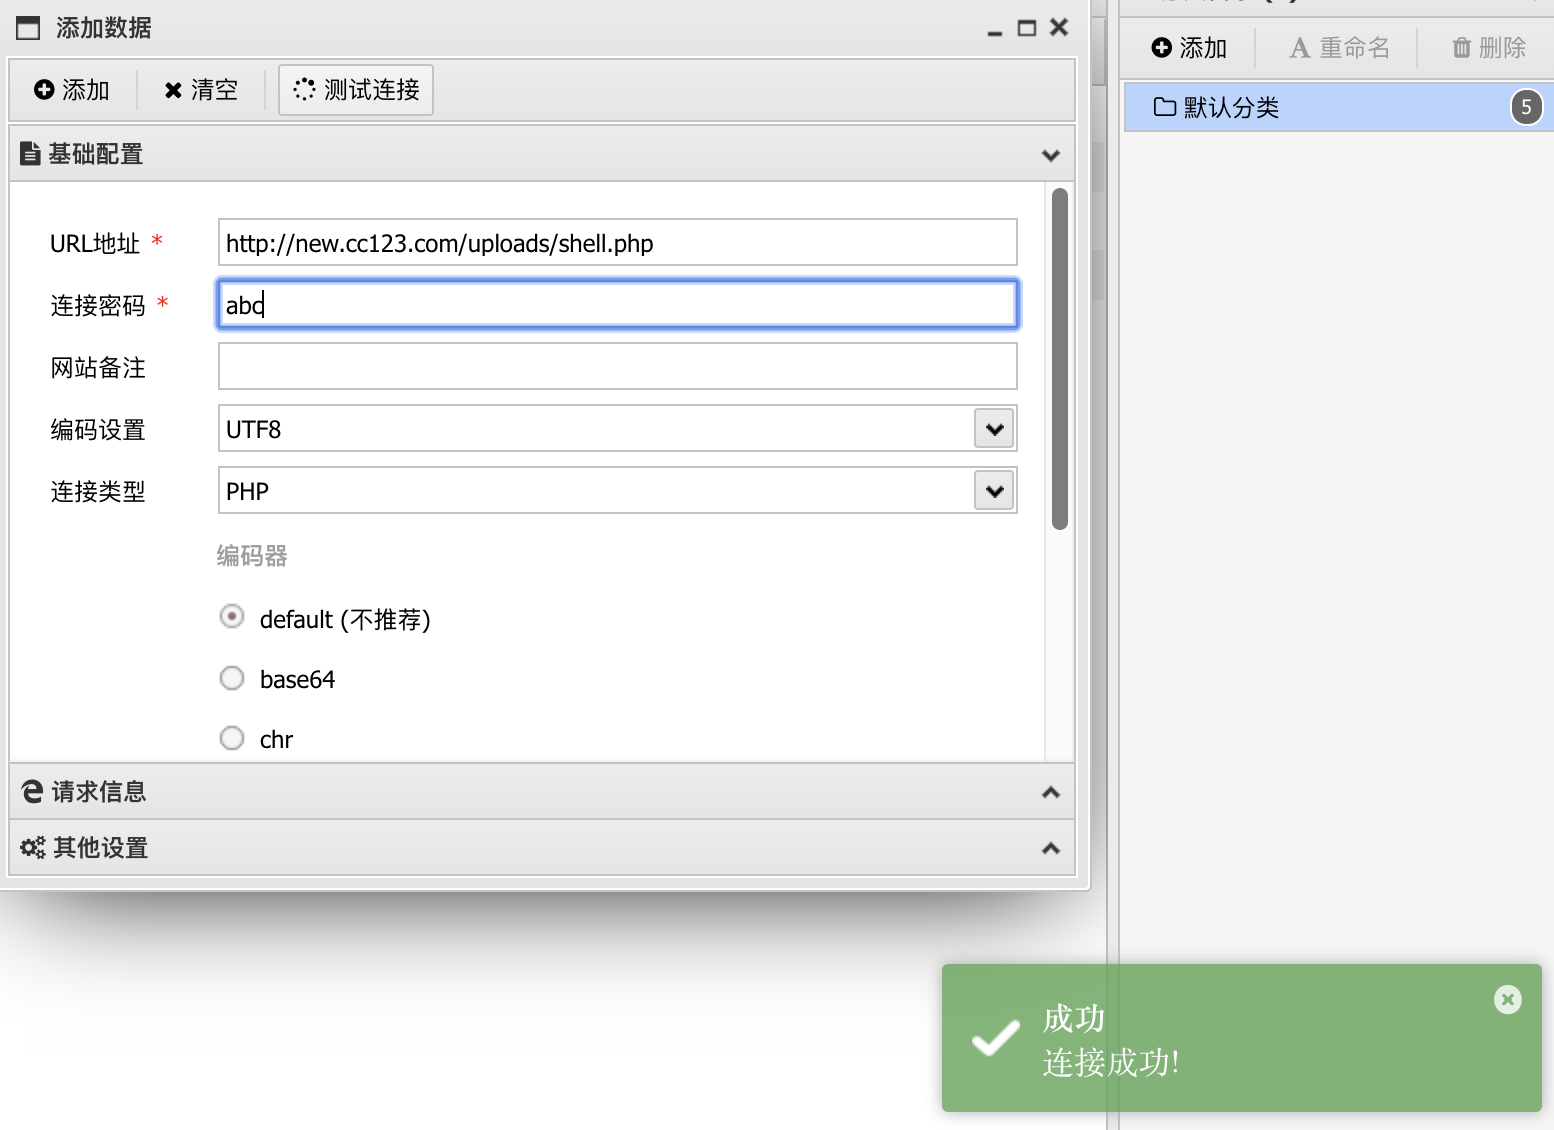 添加数据
添加
清空
测试连接
基础配置
URL地址 *
http://new.cc123.com/uploads/shell.php
连接密码 *
abc
网站备注
编码设置
UTF8
连接类型
PHP
编码器
default (不推荐)
base64
chr
请求信息
其他设置
添加
重命名
删除
默认分类
5
成功
连接成功!